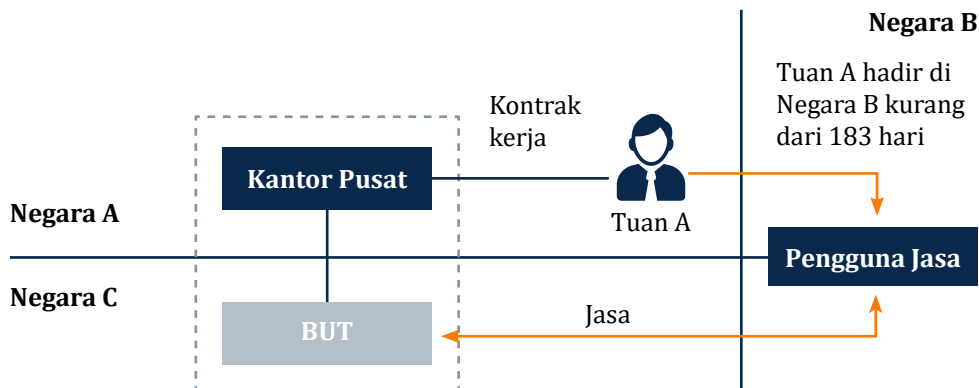 Negara B
Tuan A hadir di
Negara B kurang
dari 183 hari
Kontrak
kerja
Kantor Pusat
Tuan A
Negara A
Pengguna Jasa
Negara C
BUT
Jasa